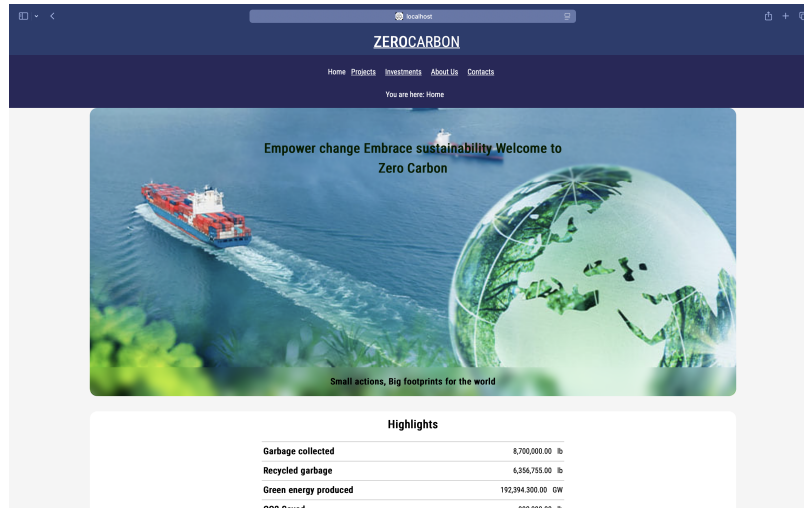 localhost
ZEROCARBON
Home Projects Investments About Us Contacts
You are here: Home
Empower change Embrace sustainability Welcome to
Zero Carbon
Small actions, Big footprints for the world
Highlights
Garbage collected 8,700,000.00 lb
Recycled garbage 6,356,755.00 lb
Green energy produced 192,394.300.00 GW